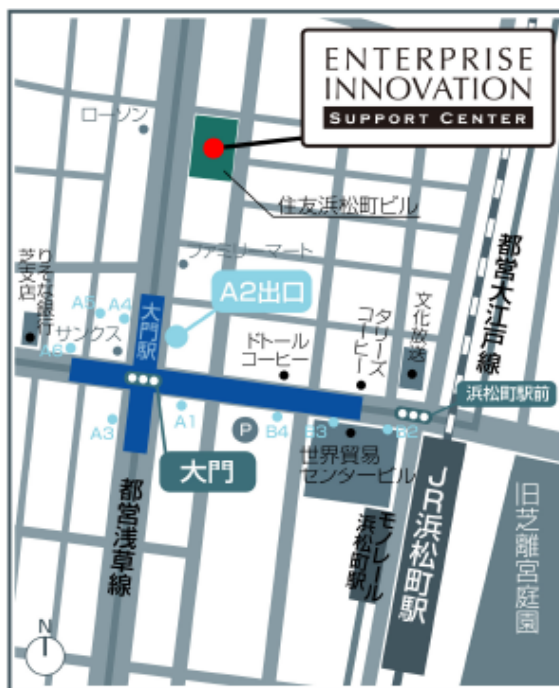 ENTERPRISE
INNOVATION
SUPPORT CENTER
ローソン
住友浜松町ビル
ファミリーマート
都営大江戸線
りそな銀行
芝支店
A5
A4
大門駅
A2出口
サンクス
A6
ドトール
コーヒー
タリーズ
コーヒー
文化放送
浜松町駅前
A3
A1
P
B4
B3
B2
大門
世界貿易
センタービル
都営浅草線
モノレール
浜松町駅
JR浜松町駅
旧芝離宮庭園
N